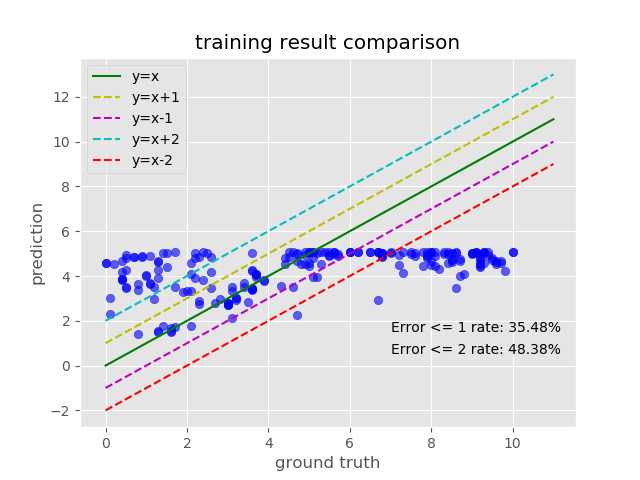 training result comparison
y=x
y=x+1
y=x-1
y=x+2
y=x-2
12
10
8
6
4
2
0
−2
prediction
Error <= 1 rate: 35.48%
Error <= 2 rate: 48.38%
0 2 4 6 8 10
ground truth